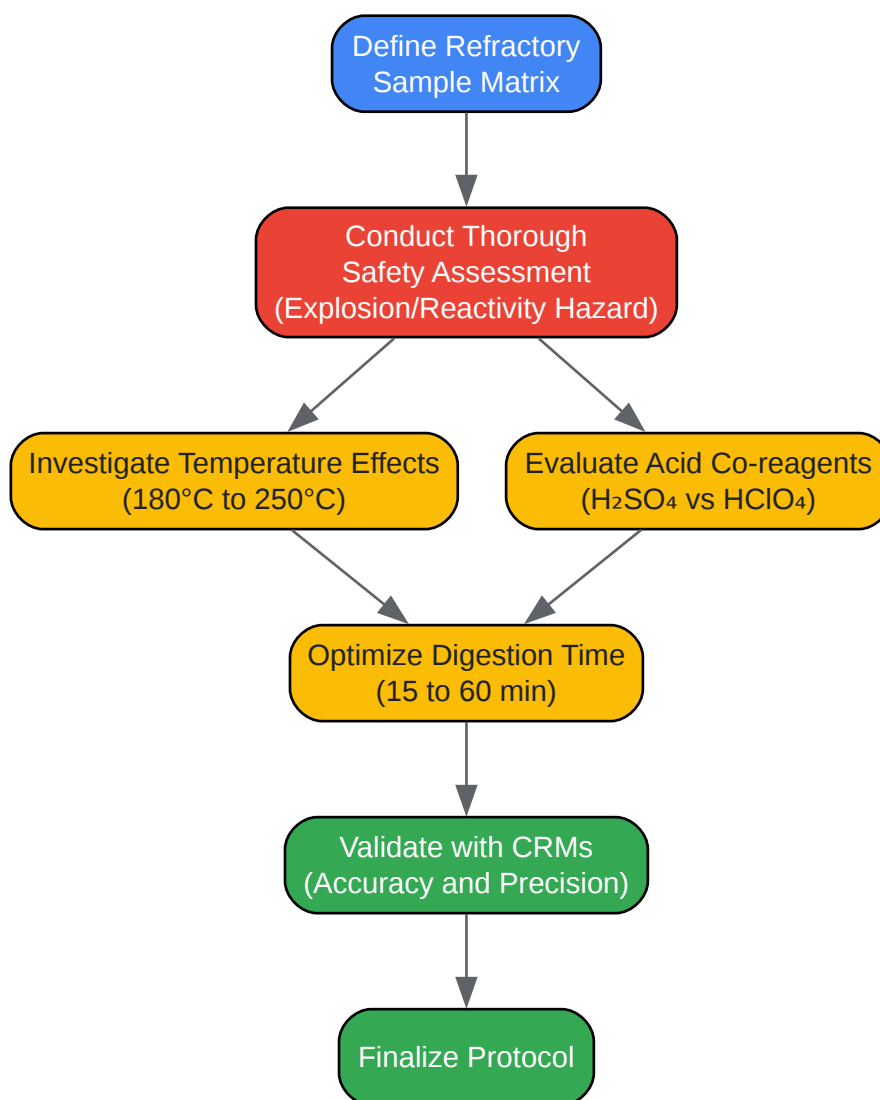 Define Refractory
Sample Matrix
Conduct Thorough
Safety Assessment
(Explosion/Reactivity Hazard)
Investigate Temperature Effects
(180°C to 250°C)
Evaluate Acid Co-reagents
(H₂SO₄ vs HClO₄)
Optimize Digestion Time
(15 to 60 min)
Validate with CRMs
(Accuracy and Precision)
Finalize Protocol